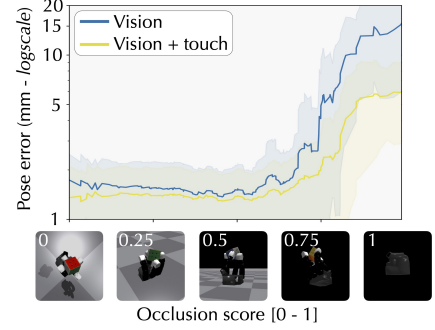 20
15
10
5
1
Pose error (mm - logscale)
Vision
Vision + touch
0
0.25
0.5
0.75
1
Occlusion score [0 - 1]